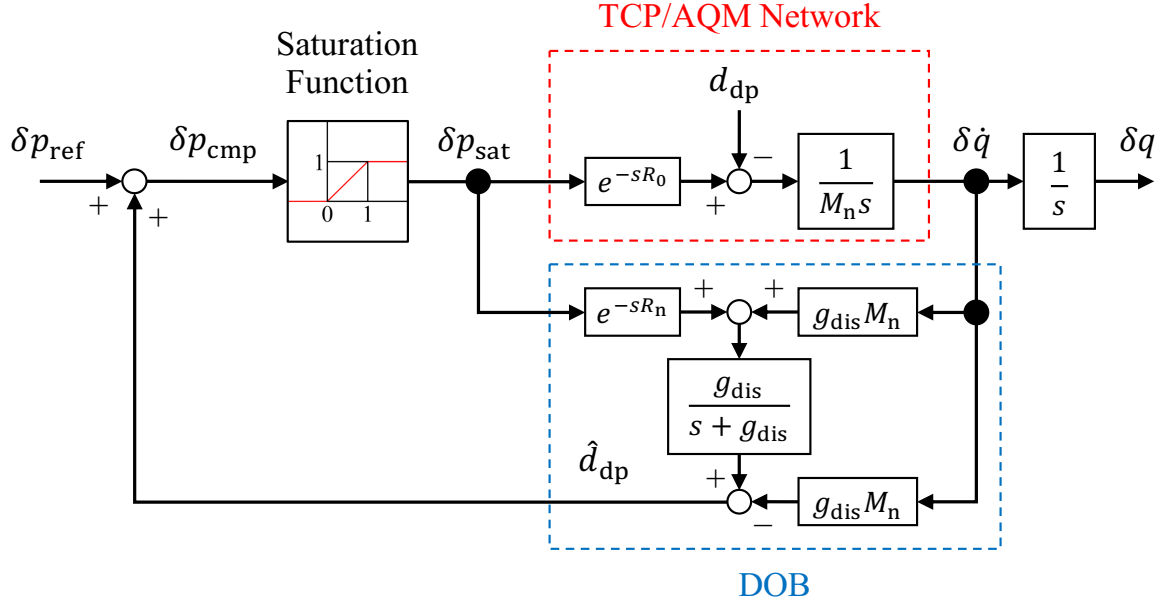 TCP/AQM Network
Saturation
Function
d_dp
δp_ref
δp_cmp
δp_sat
δq̇
δq
1
0
1
e^{-sR_0}
−
+
1
M_n s
1
s
+
+
e^{-sR_n}
+
+
g_dis M_n
g_dis
s + g_dis
d̂_dp
+
−
g_dis M_n
DOB